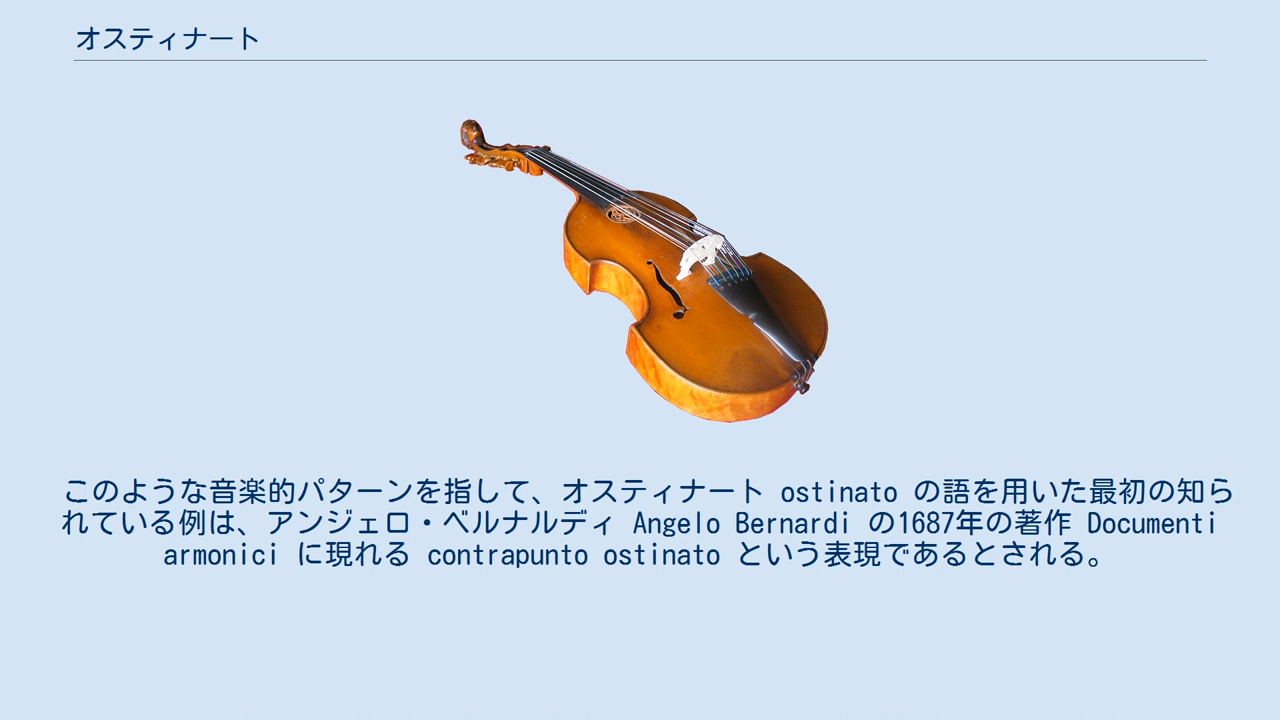 オスティナート
このような音楽的パターンを指して、オスティナート ostinato の語を用いた最初の知ら
れている例は、アンジェロ・ベルナルディ Angelo Bernardi の1687年の著作 Documenti
armonici に現れる contrapunto ostinato という表現であるとされる。